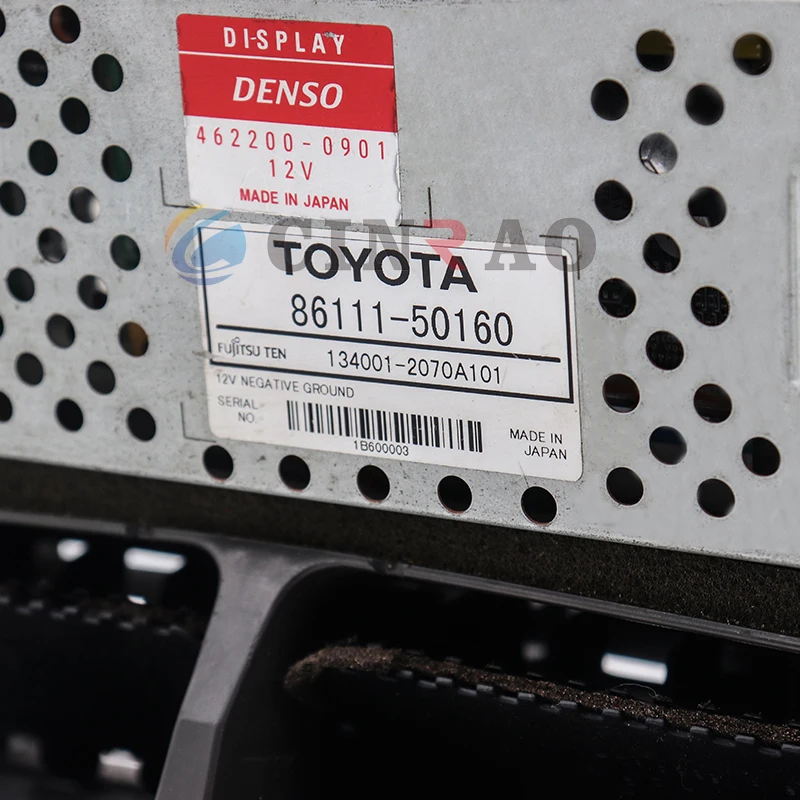 DISPLAY
DENSO
462200-0901
12V
MADE IN JAPAN
CINRAO
TOYOTA
86111-50160
FUJITSU TEN 134001-2070A101
12V NEGATIVE GROUND
SERIAL
NO.
1B600003
MADE IN
JAPAN